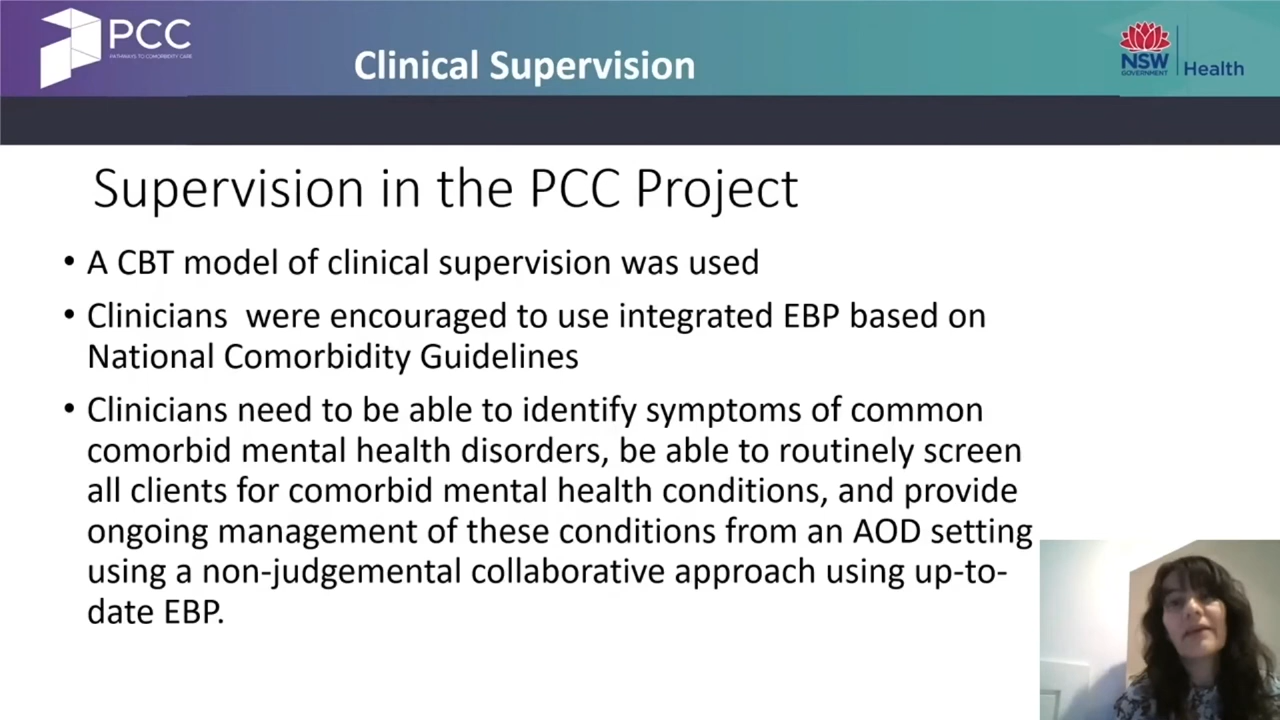 PCC
PATHWAYS TO COMORBIDITY CARE
Clinical Supervision
NSW
GOVERNMENT
Health
Supervision in the PCC Project
• A CBT model of clinical supervision was used
• Clinicians  were encouraged to use integrated EBP based on
National Comorbidity Guidelines
• Clinicians need to be able to identify symptoms of common
comorbid mental health disorders, be able to routinely screen
all clients for comorbid mental health conditions, and provide
ongoing management of these conditions from an AOD setting
using a non-judgemental collaborative approach using up-to-
date EBP.